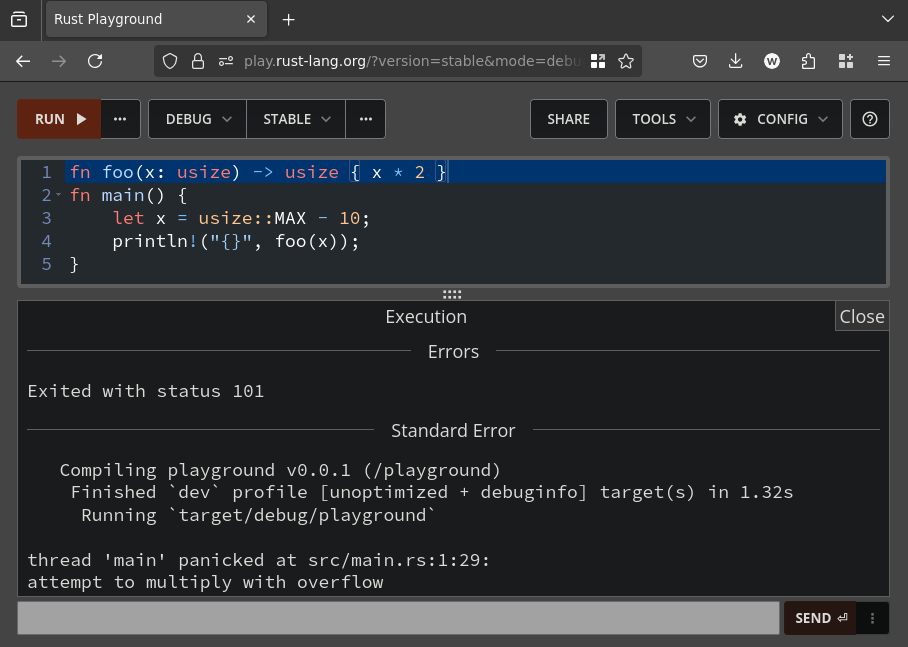 Rust Playground
play.rust-lang.org/?version=stable&mode=debu
W
RUN ... DEBUG STABLE ... SHARE TOOLS CONFIG ?
1 fn foo(x: usize) -> usize { x * 2 }
2 fn main() {
3     let x = usize::MAX - 10;
4     println!("{}", foo(x));
5 }
Execution
Close
Errors
Exited with status 101
Standard Error
   Compiling playground v0.0.1 (/playground)
    Finished `dev` profile [unoptimized + debuginfo] target(s) in 1.32s
     Running `target/debug/playground`
thread 'main' panicked at src/main.rs:1:29:
attempt to multiply with overflow
SEND ⏎